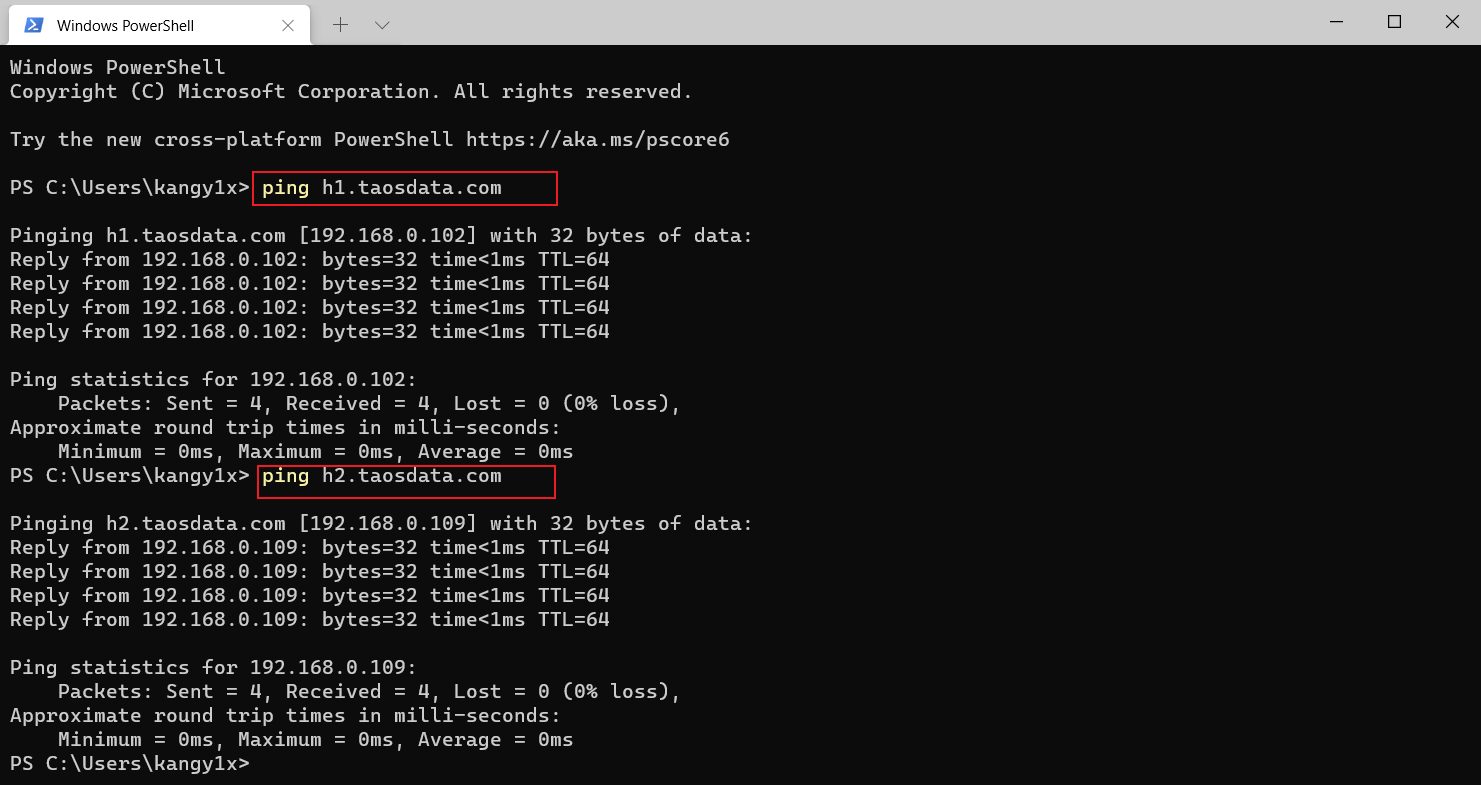 Windows PowerShell
Windows PowerShell
Copyright (C) Microsoft Corporation. All rights reserved.
Try the new cross-platform PowerShell https://aka.ms/pscore6
PS C:\Users\kangy1x> ping h1.taosdata.com
Pinging h1.taosdata.com [192.168.0.102] with 32 bytes of data:
Reply from 192.168.0.102: bytes=32 time<1ms TTL=64
Reply from 192.168.0.102: bytes=32 time<1ms TTL=64
Reply from 192.168.0.102: bytes=32 time<1ms TTL=64
Reply from 192.168.0.102: bytes=32 time<1ms TTL=64
Ping statistics for 192.168.0.102:
    Packets: Sent = 4, Received = 4, Lost = 0 (0% loss),
Approximate round trip times in milli-seconds:
    Minimum = 0ms, Maximum = 0ms, Average = 0ms
PS C:\Users\kangy1x> ping h2.taosdata.com
Pinging h2.taosdata.com [192.168.0.109] with 32 bytes of data:
Reply from 192.168.0.109: bytes=32 time<1ms TTL=64
Reply from 192.168.0.109: bytes=32 time<1ms TTL=64
Reply from 192.168.0.109: bytes=32 time<1ms TTL=64
Reply from 192.168.0.109: bytes=32 time<1ms TTL=64
Ping statistics for 192.168.0.109:
    Packets: Sent = 4, Received = 4, Lost = 0 (0% loss),
Approximate round trip times in milli-seconds:
    Minimum = 0ms, Maximum = 0ms, Average = 0ms
PS C:\Users\kangy1x>